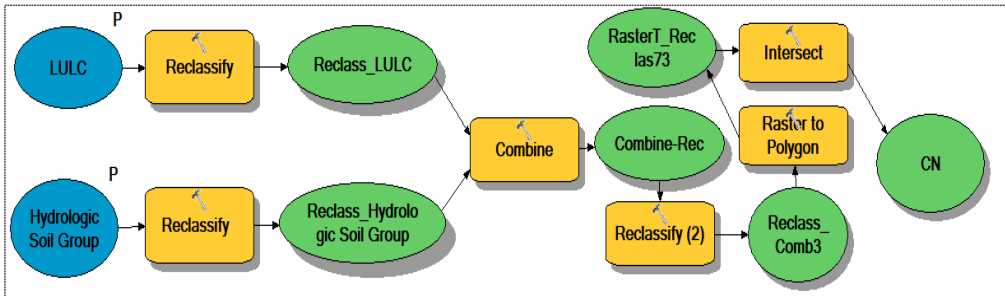 P
LULC
Reclassify
Reclass_LULC
RasterT_Rec
las73
Intersect
Combine
Combine-Rec
Raster to
Polygon
CN
P
Hydrologic
Soil Group
Reclassify
Reclass_Hydrolo
gic Soil Group
Reclassify (2)
Reclass_
Comb3